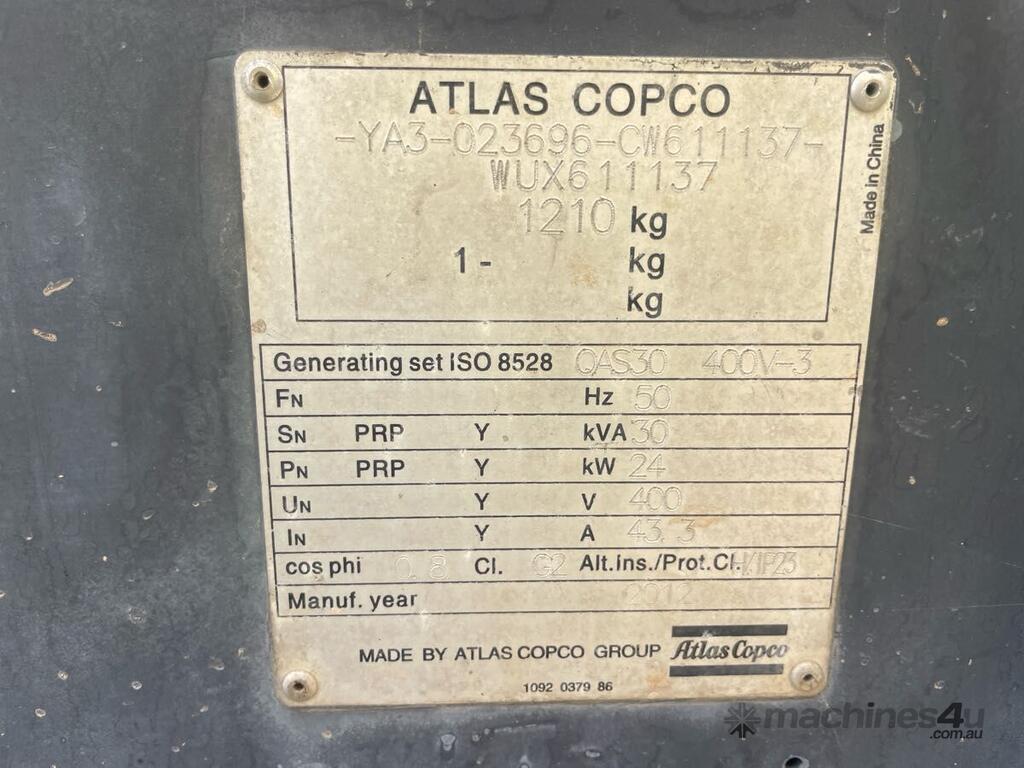 ATLAS COPCO
-YA3-023696-CW611137-
WUX611137
1210 kg
1 - kg
kg
Made in China
Generating set ISO 8528 QAS30 400V-3
FN Hz 50
SN PRP Y kVA 30
PN PRP Y kW 24
UN Y V 400
IN Y A 43.3
cos phi 0.8 Cl. G2 Alt.ins./Prot.Cl. H/IP23
Manuf. year 2012
MADE BY ATLAS COPCO GROUP Atlas Copco
1092 0379 86
machines4u
.com.au